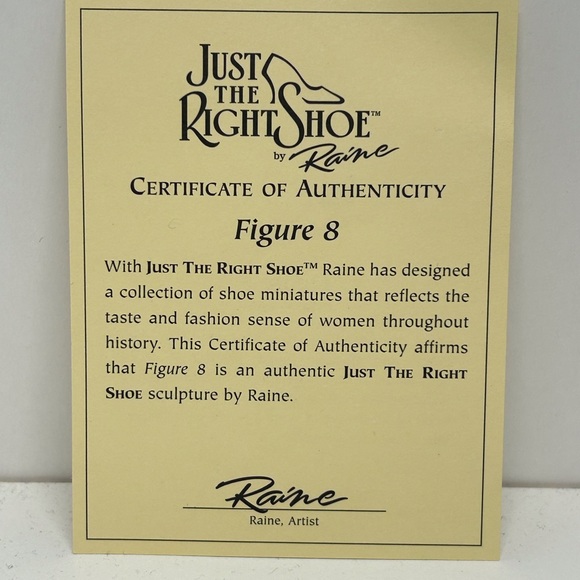 JUST
THE
RIGHT SHOE™
by Raine
CERTIFICATE OF AUTHENTICITY
Figure 8
With JUST THE RIGHT SHOE™ Raine has designed
a collection of shoe miniatures that reflects the
taste and fashion sense of women throughout
history. This Certificate of Authenticity affirms
that Figure 8 is an authentic JUST THE RIGHT
SHOE sculpture by Raine.
Raine
Raine, Artist